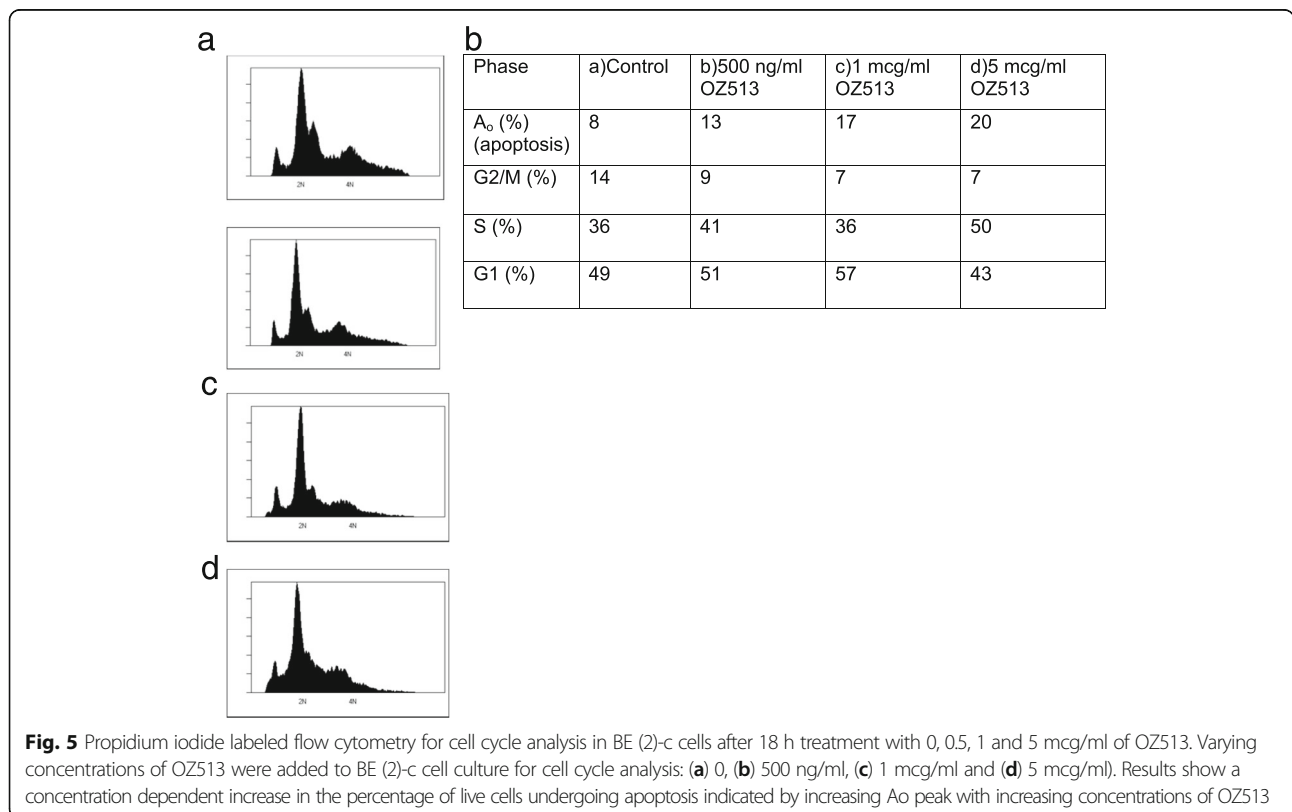 a
b
2N 4N
2N 4N
c
2N 4N
d
2N 4N
Phase a)Control b)500 ng/ml OZ513 c)1 mcg/ml OZ513 d)5 mcg/ml OZ513
Aₒ (%) (apoptosis) 8 13 17 20
G2/M (%) 14 9 7 7
S (%) 36 41 36 50
G1 (%) 49 51 57 43
Fig. 5 Propidium iodide labeled flow cytometry for cell cycle analysis in BE (2)-c cells after 18 h treatment with 0, 0.5, 1 and 5 mcg/ml of OZ513. Varying
concentrations of OZ513 were added to BE (2)-c cell culture for cell cycle analysis: (a) 0, (b) 500 ng/ml, (c) 1 mcg/ml and (d) 5 mcg/ml). Results show a
concentration dependent increase in the percentage of live cells undergoing apoptosis indicated by increasing Ao peak with increasing concentrations of OZ513